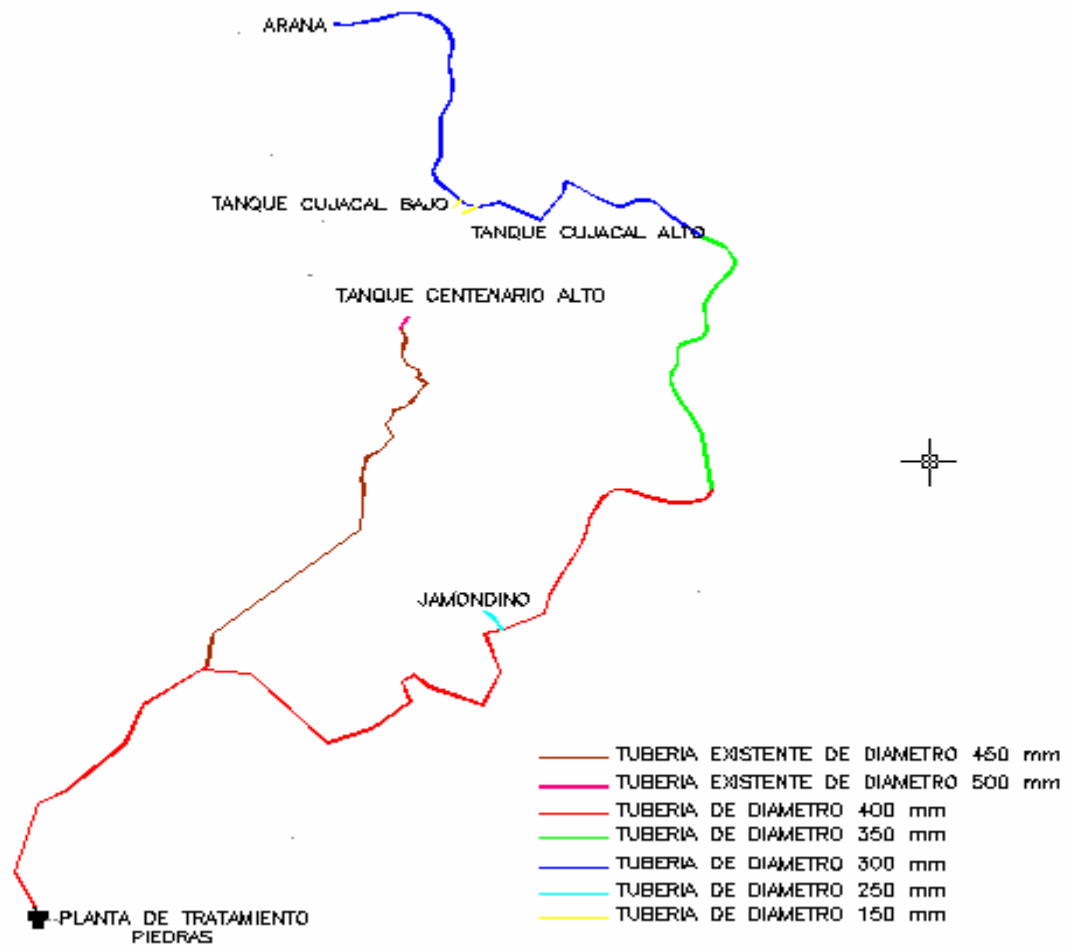 ARANA
TANQUE CUJACAL BAJO
TANQUE CUJACAL ALTO
TANQUE CENTENARIO ALTO
JAMONDINO
TUBERIA EXISTENTE DE DIAMETRO 450 mm
TUBERIA EXISTENTE DE DIAMETRO 500 mm
TUBERIA DE DIAMETRO 400 mm
TUBERIA DE DIAMETRO 350 mm
TUBERIA DE DIAMETRO 300 mm
TUBERIA DE DIAMETRO 250 mm
TUBERIA DE DIAMETRO 150 mm
PLANTA DE TRATAMIENTO
PIEDRAS